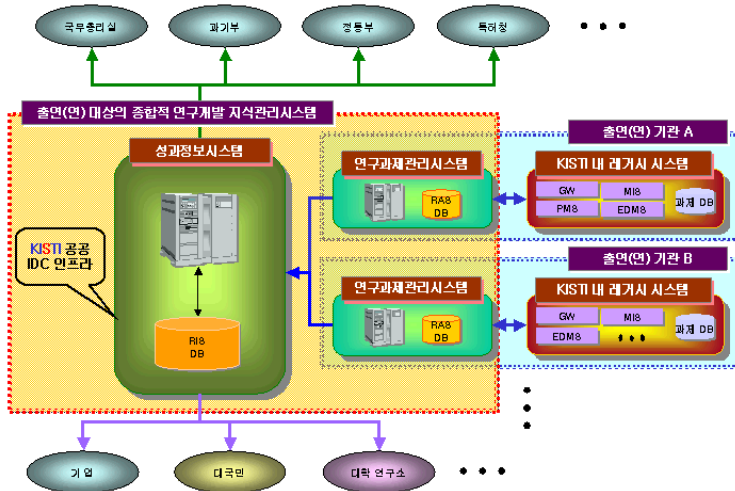 국무총리실
과기부
정통부
특허청
출연(연) 대상의 종합적 연구개발 지식관리시스템
출연(연) 기관 A
성과정보시스템
연구과제관리시스템
KISTI 내 레거시 시스템
GW
MIS
RAS
DB
과제 DB
PMS
EDMS
출연(연) 기관 B
KISTI 공공
IDC 인프라
연구과제관리시스템
KISTI 내 레거시 시스템
GW
MIS
RAS
DB
과제 DB
EDMS
RIS
DB
기 업
대국민
대학 연구소